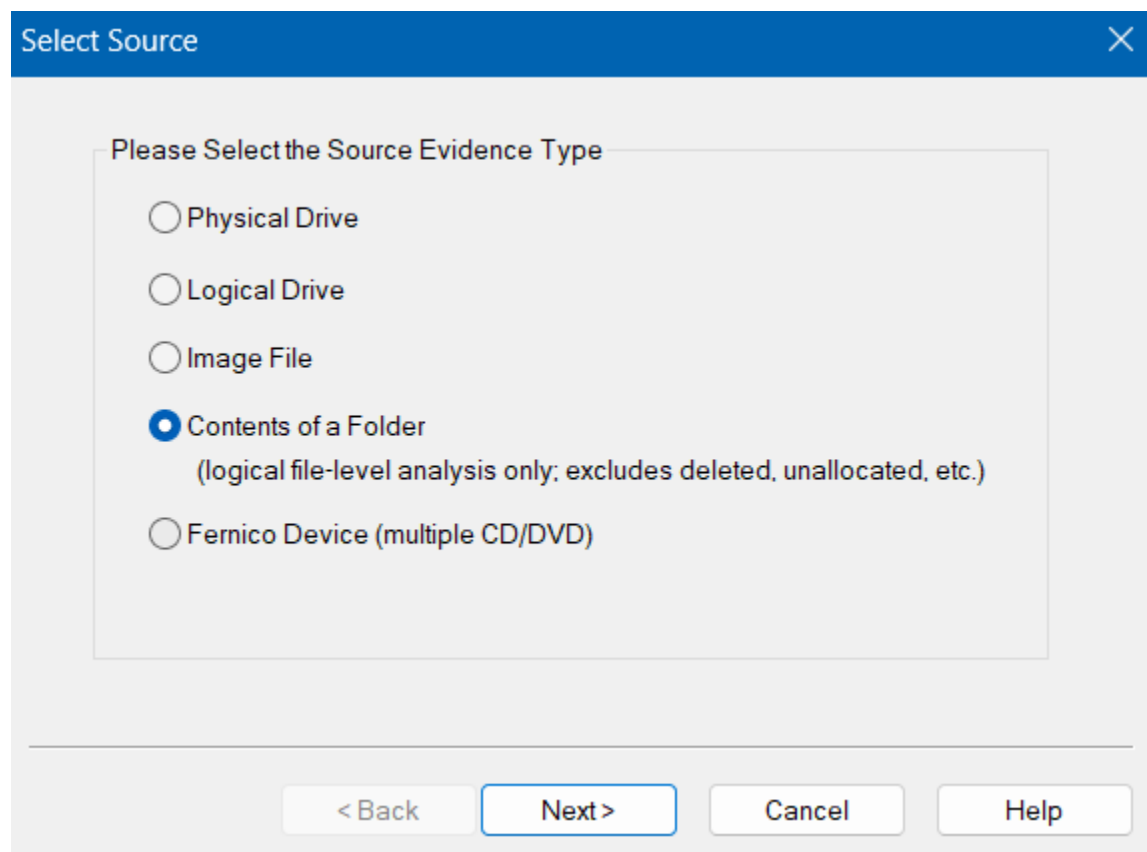 Select Source
Please Select the Source Evidence Type
Physical Drive
Logical Drive
Image File
Contents of a Folder
(logical file-level analysis only; excludes deleted, unallocated, etc.)
Fernico Device (multiple CD/DVD)
< Back Next > Cancel Help